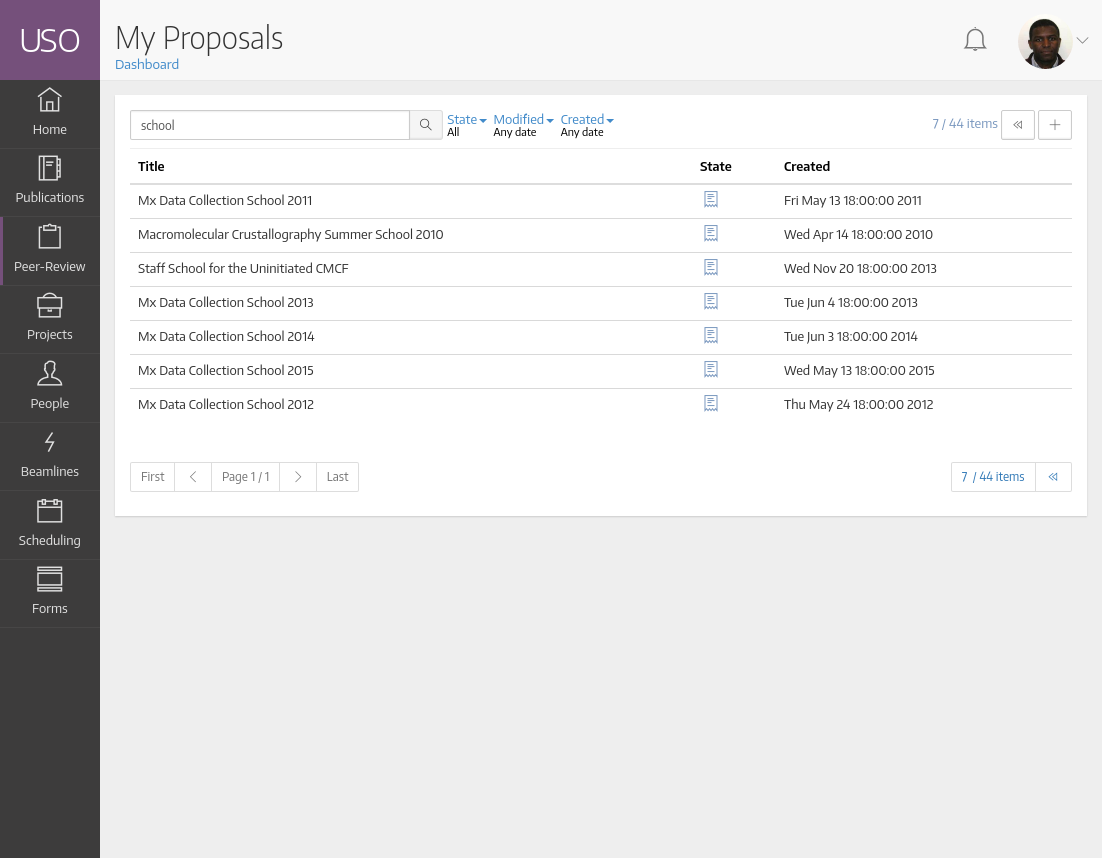 USO
My Proposals
Dashboard
Home
Publications
Peer-Review
Projects
People
Beamlines
Scheduling
Forms
school
State
All
Modified
Any date
Created
Any date
7 / 44 items
Title State Created
Mx Data Collection School 2011 Fri May 13 18:00:00 2011
Macromolecular Crustallography Summer School 2010 Wed Apr 14 18:00:00 2010
Staff School for the Uninitiated CMCF Wed Nov 20 18:00:00 2013
Mx Data Collection School 2013 Tue Jun 4 18:00:00 2013
Mx Data Collection School 2014 Tue Jun 3 18:00:00 2014
Mx Data Collection School 2015 Wed May 13 18:00:00 2015
Mx Data Collection School 2012 Thu May 24 18:00:00 2012
First Page 1 / 1 Last
7 / 44 items